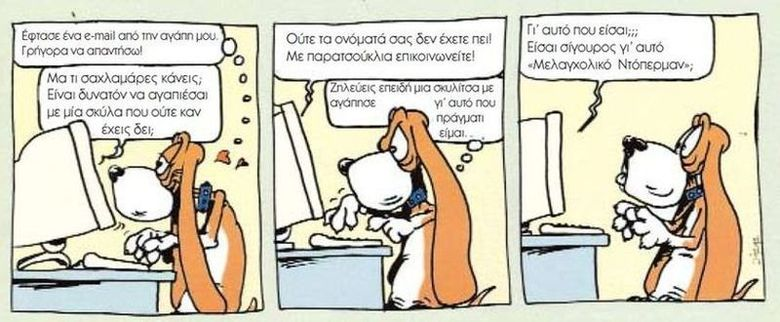 Έφτασε ένα e-mail από την αγάπη μου.
Γρήγορα να απαντήσω!
Μα τι σαχλαμάρες κάνεις;
Είναι δυνατόν να αγαπιέσαι
με μία σκύλα που ούτε καν
έχεις δει;
Ούτε τα ονόματά σας δεν έχετε πει!
Με παρατσούκλια επικοινωνείτε!
Ζηλεύεις επειδή μια σκυλίτσα με
αγάπησε γι' αυτό που
πράγματι
είμαι...
Γι' αυτό που είσαι;;;
Είσαι σίγουρος γι' αυτό
«Μελαγχολικό Ντόπερμαν»;